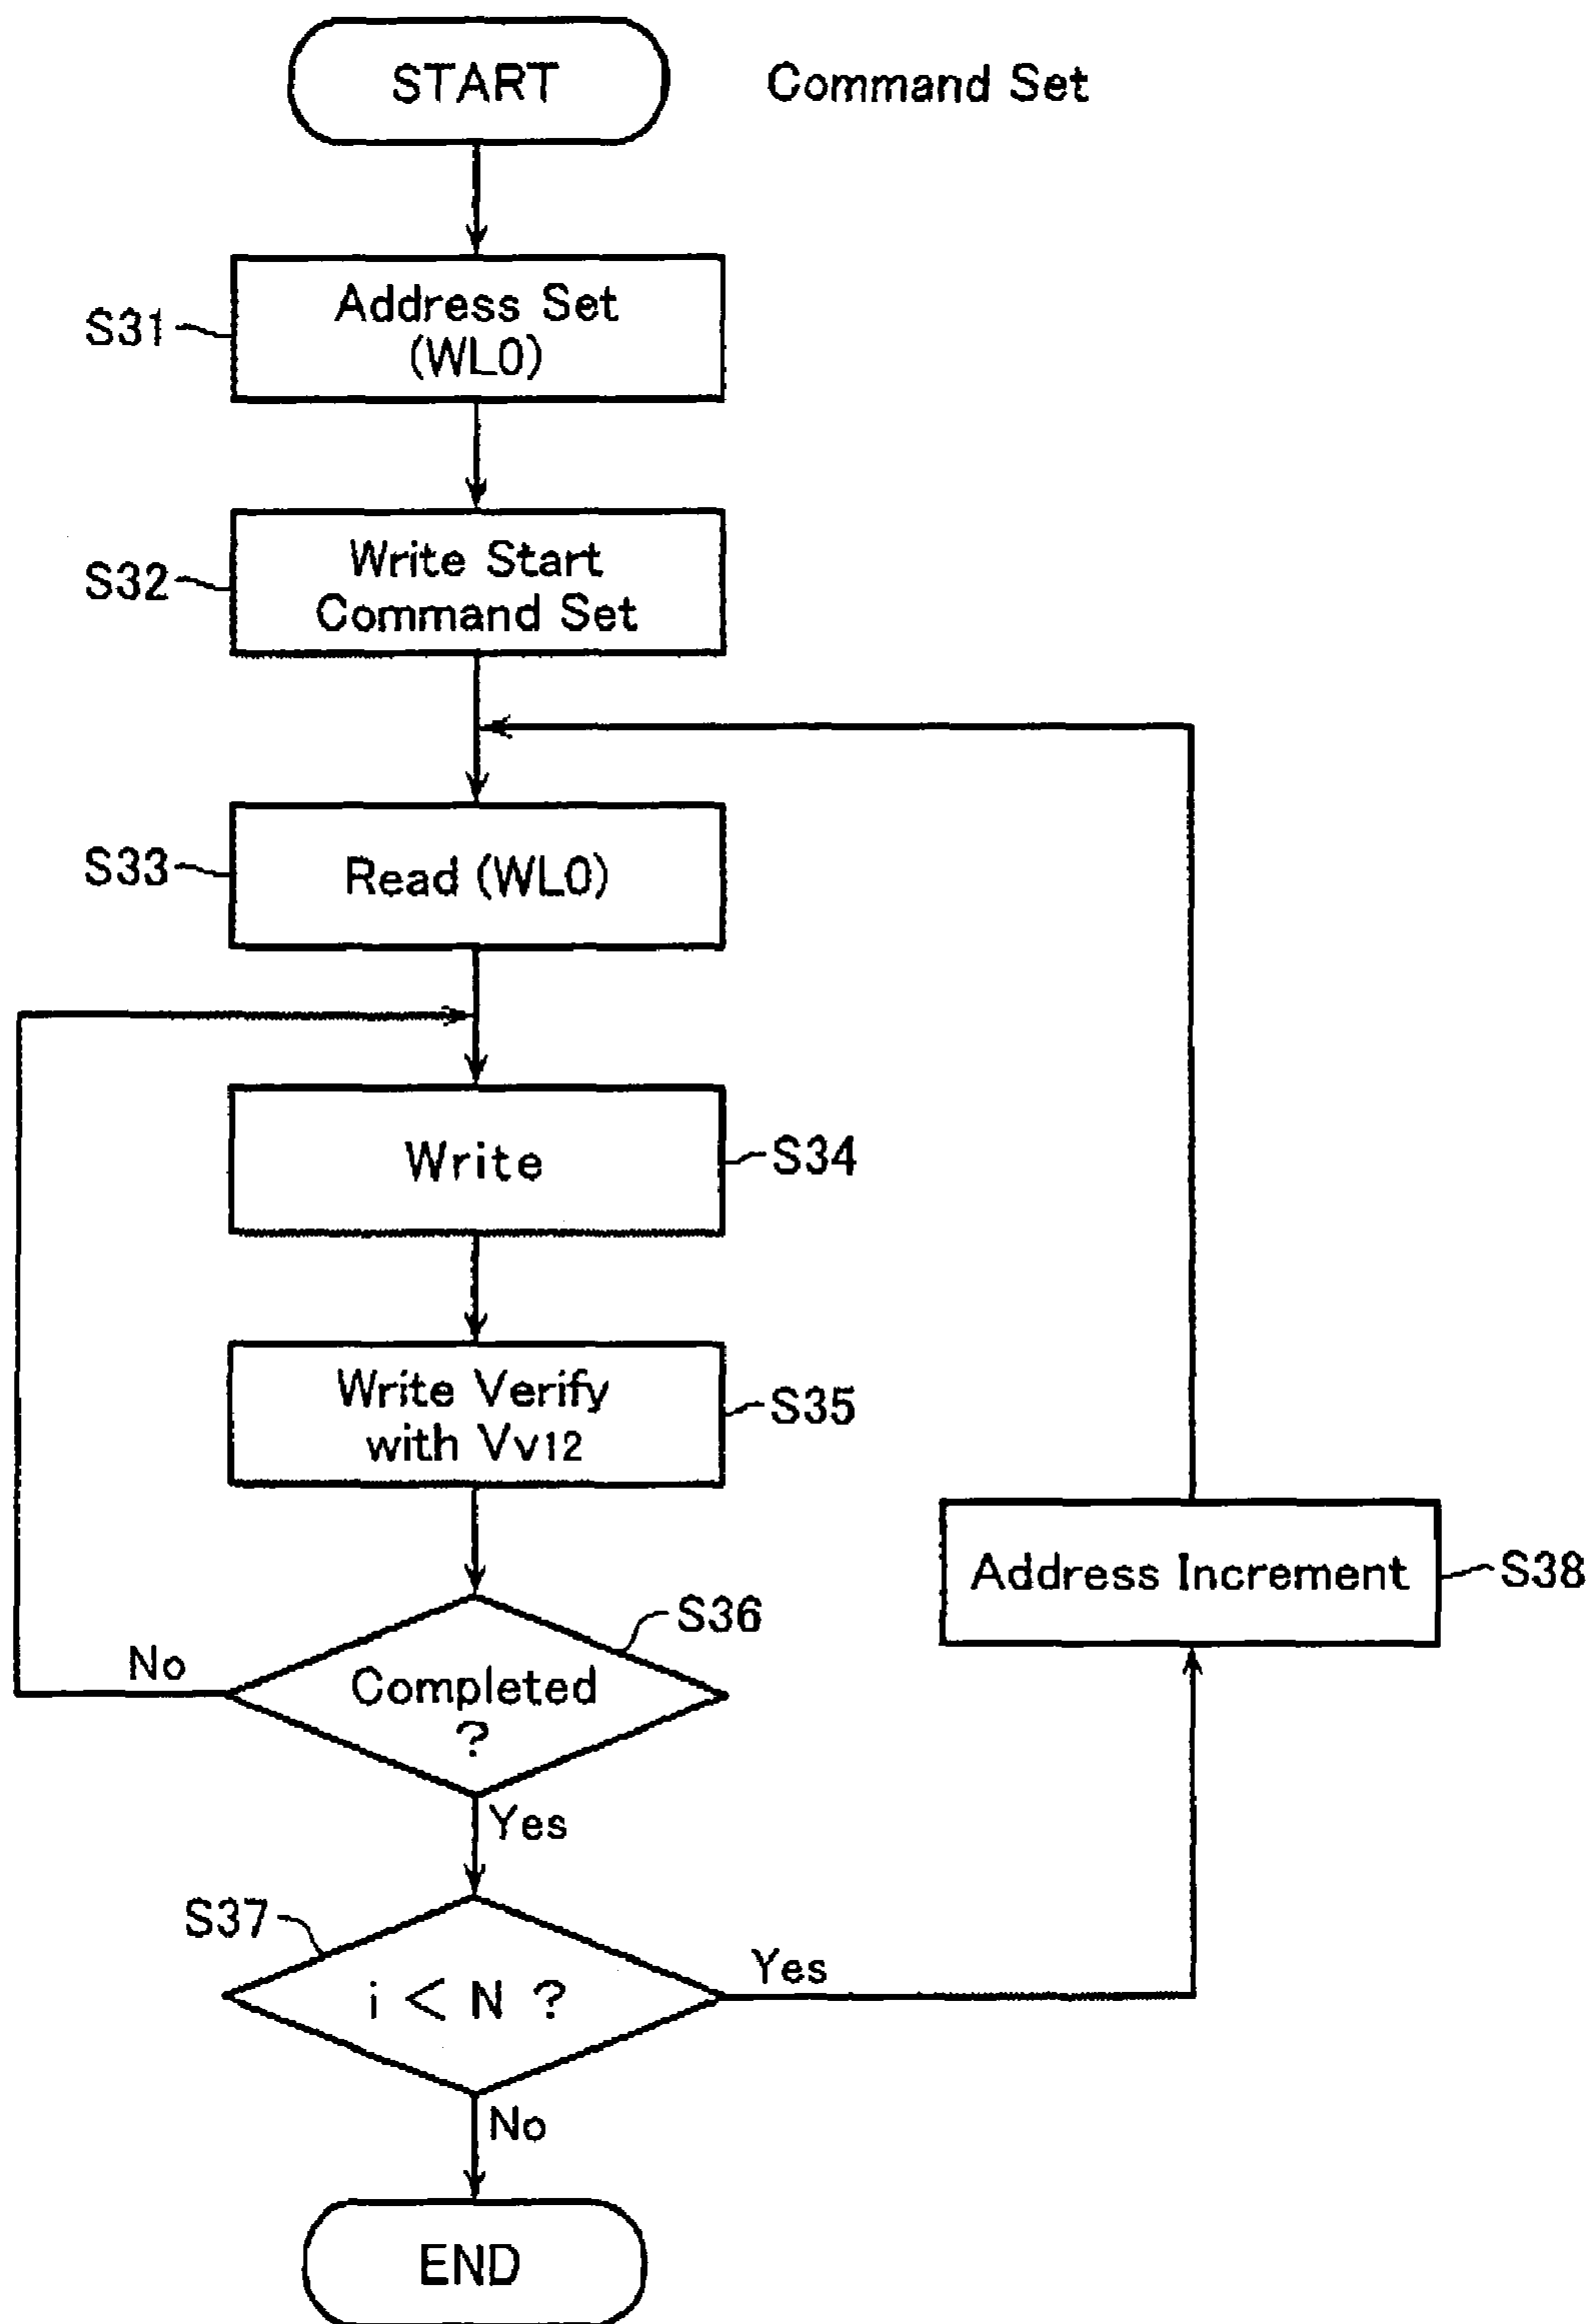 START
Command Set
S31
Address Set
(WL0)
S32
Write Start
Command Set
S33
Read (WL0)
Write
S34
Write Verify
with Vv12
S35
Address Increment
S38
S36
No
Completed
?
Yes
S37
i < N ?
Yes
No
END